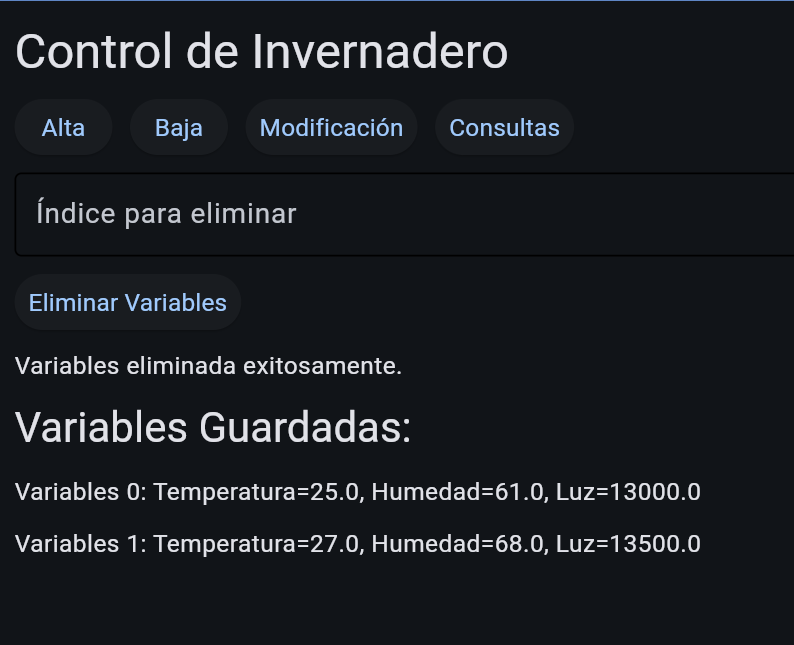 Control de Invernadero
Alta Baja Modificación Consultas
Índice para eliminar
Eliminar Variables
Variables eliminada exitosamente.
Variables Guardadas:
Variables 0: Temperatura=25.0, Humedad=61.0, Luz=13000.0
Variables 1: Temperatura=27.0, Humedad=68.0, Luz=13500.0